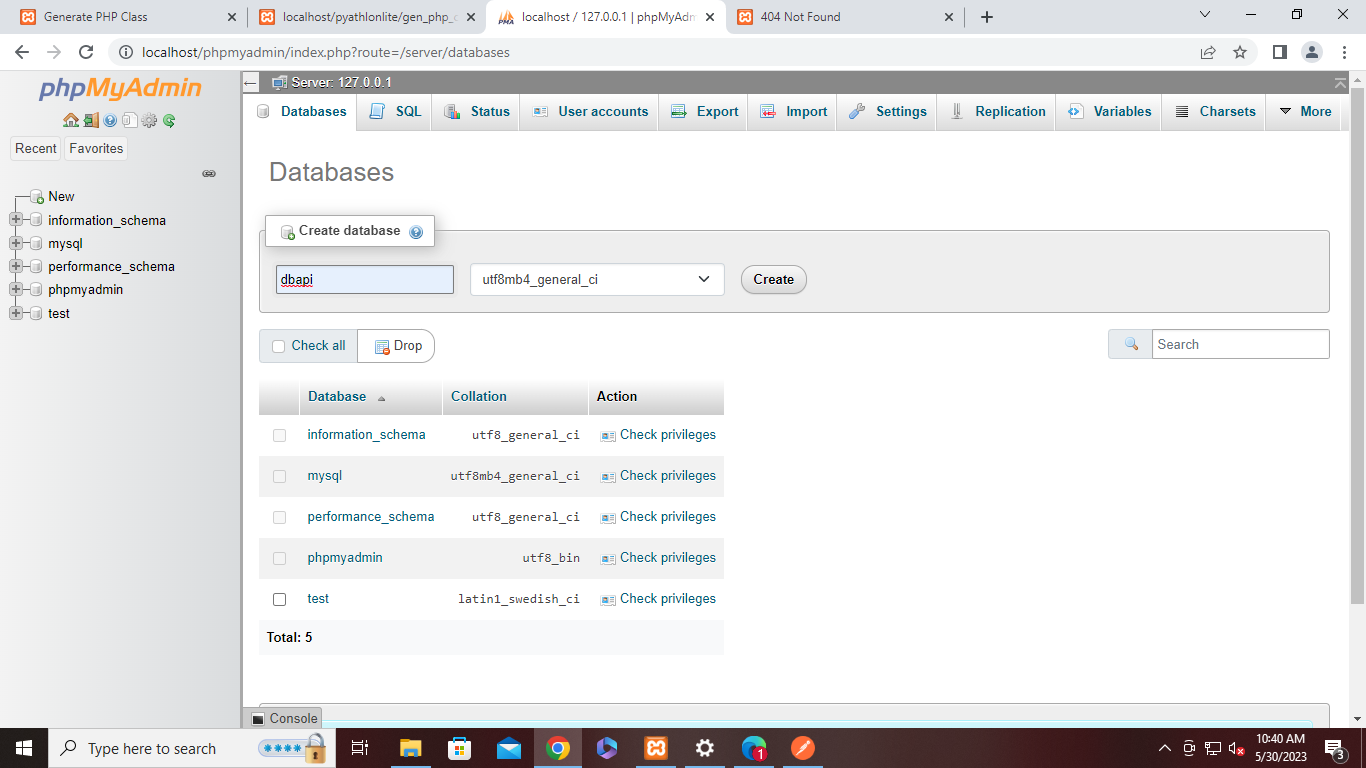 Generate PHP Class
localhost/pyathlonlite/gen_php_c
localhost / 127.0.0.1 | phpMyAdm
404 Not Found
localhost/phpmyadmin/index.php?route=/server/databases
phpMyAdmin
Server: 127.0.0.1
Databases SQL Status User accounts Export Import Settings Replication Variables Charsets More
Recent Favorites
New
information_schema
mysql
performance_schema
phpmyadmin
test
Databases
Create database
dbapi utf8mb4_general_ci Create
Check all Drop Search
Database Collation Action
information_schema utf8_general_ci Check privileges
mysql utf8mb4_general_ci Check privileges
performance_schema utf8_general_ci Check privileges
phpmyadmin utf8_bin Check privileges
test latin1_swedish_ci Check privileges
Total: 5
Console
Type here to search
1
10:40 AM
5/30/2023
3